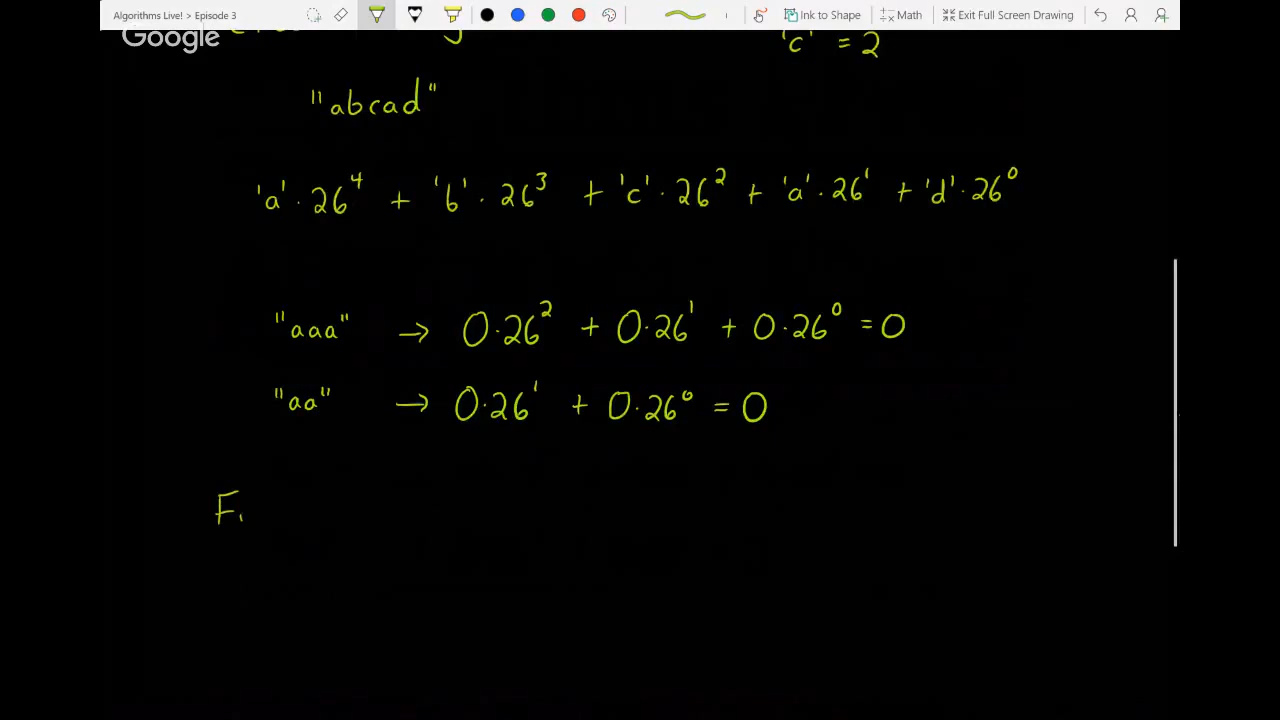 Algorithms Live! > Episode 3 Ink to Shape Math Exit Full Screen Drawing
Google
'c' = 2
"abcad"
'a'·26⁴ + 'b'·26³ + 'c'·26² + 'a'·26¹ + 'd'·26⁰
"aaa" → 0·26² + 0·26¹ + 0·26⁰ = 0
"aa" → 0·26¹ + 0·26⁰ = 0